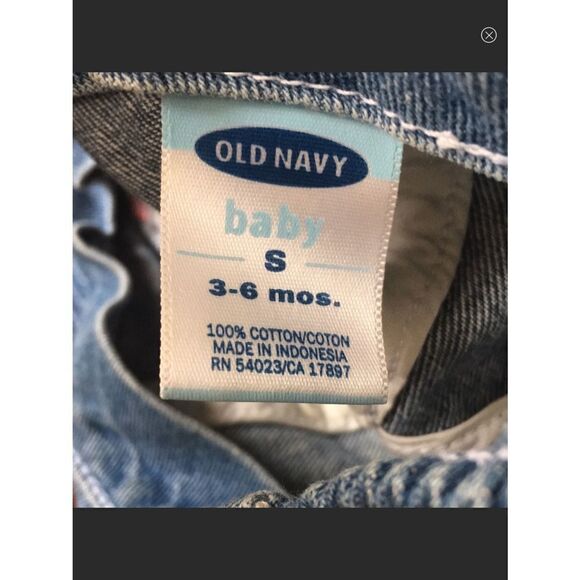 OLD NAVY
baby
S
3-6 mos.
100% COTTON/COTON
MADE IN INDONESIA
RN 54023/CA 17897